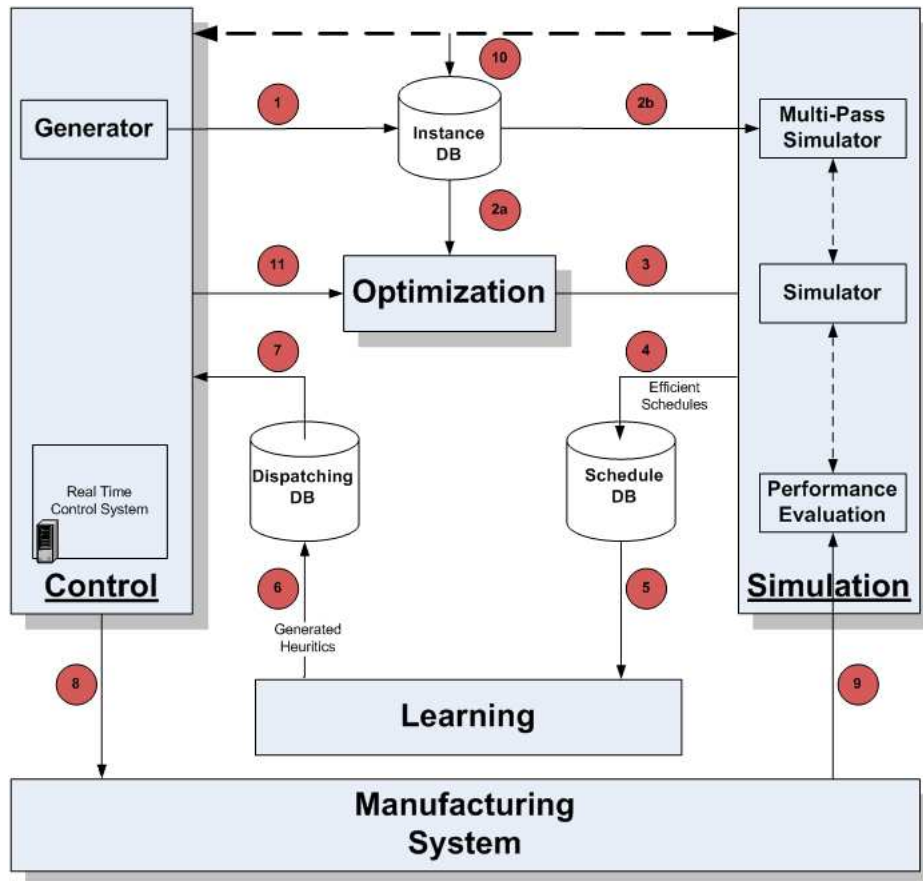 10
1
2b
Generator
Instance
DB
Multi-Pass
Simulator
2a
11
Optimization
3
Simulator
7
4
Efficient
Schedules
Dispatching
DB
Schedule
DB
Real Time
Control System
Performance
Evaluation
Control
Simulation
6
5
Generated
Heuritics
8
9
Learning
Manufacturing
System